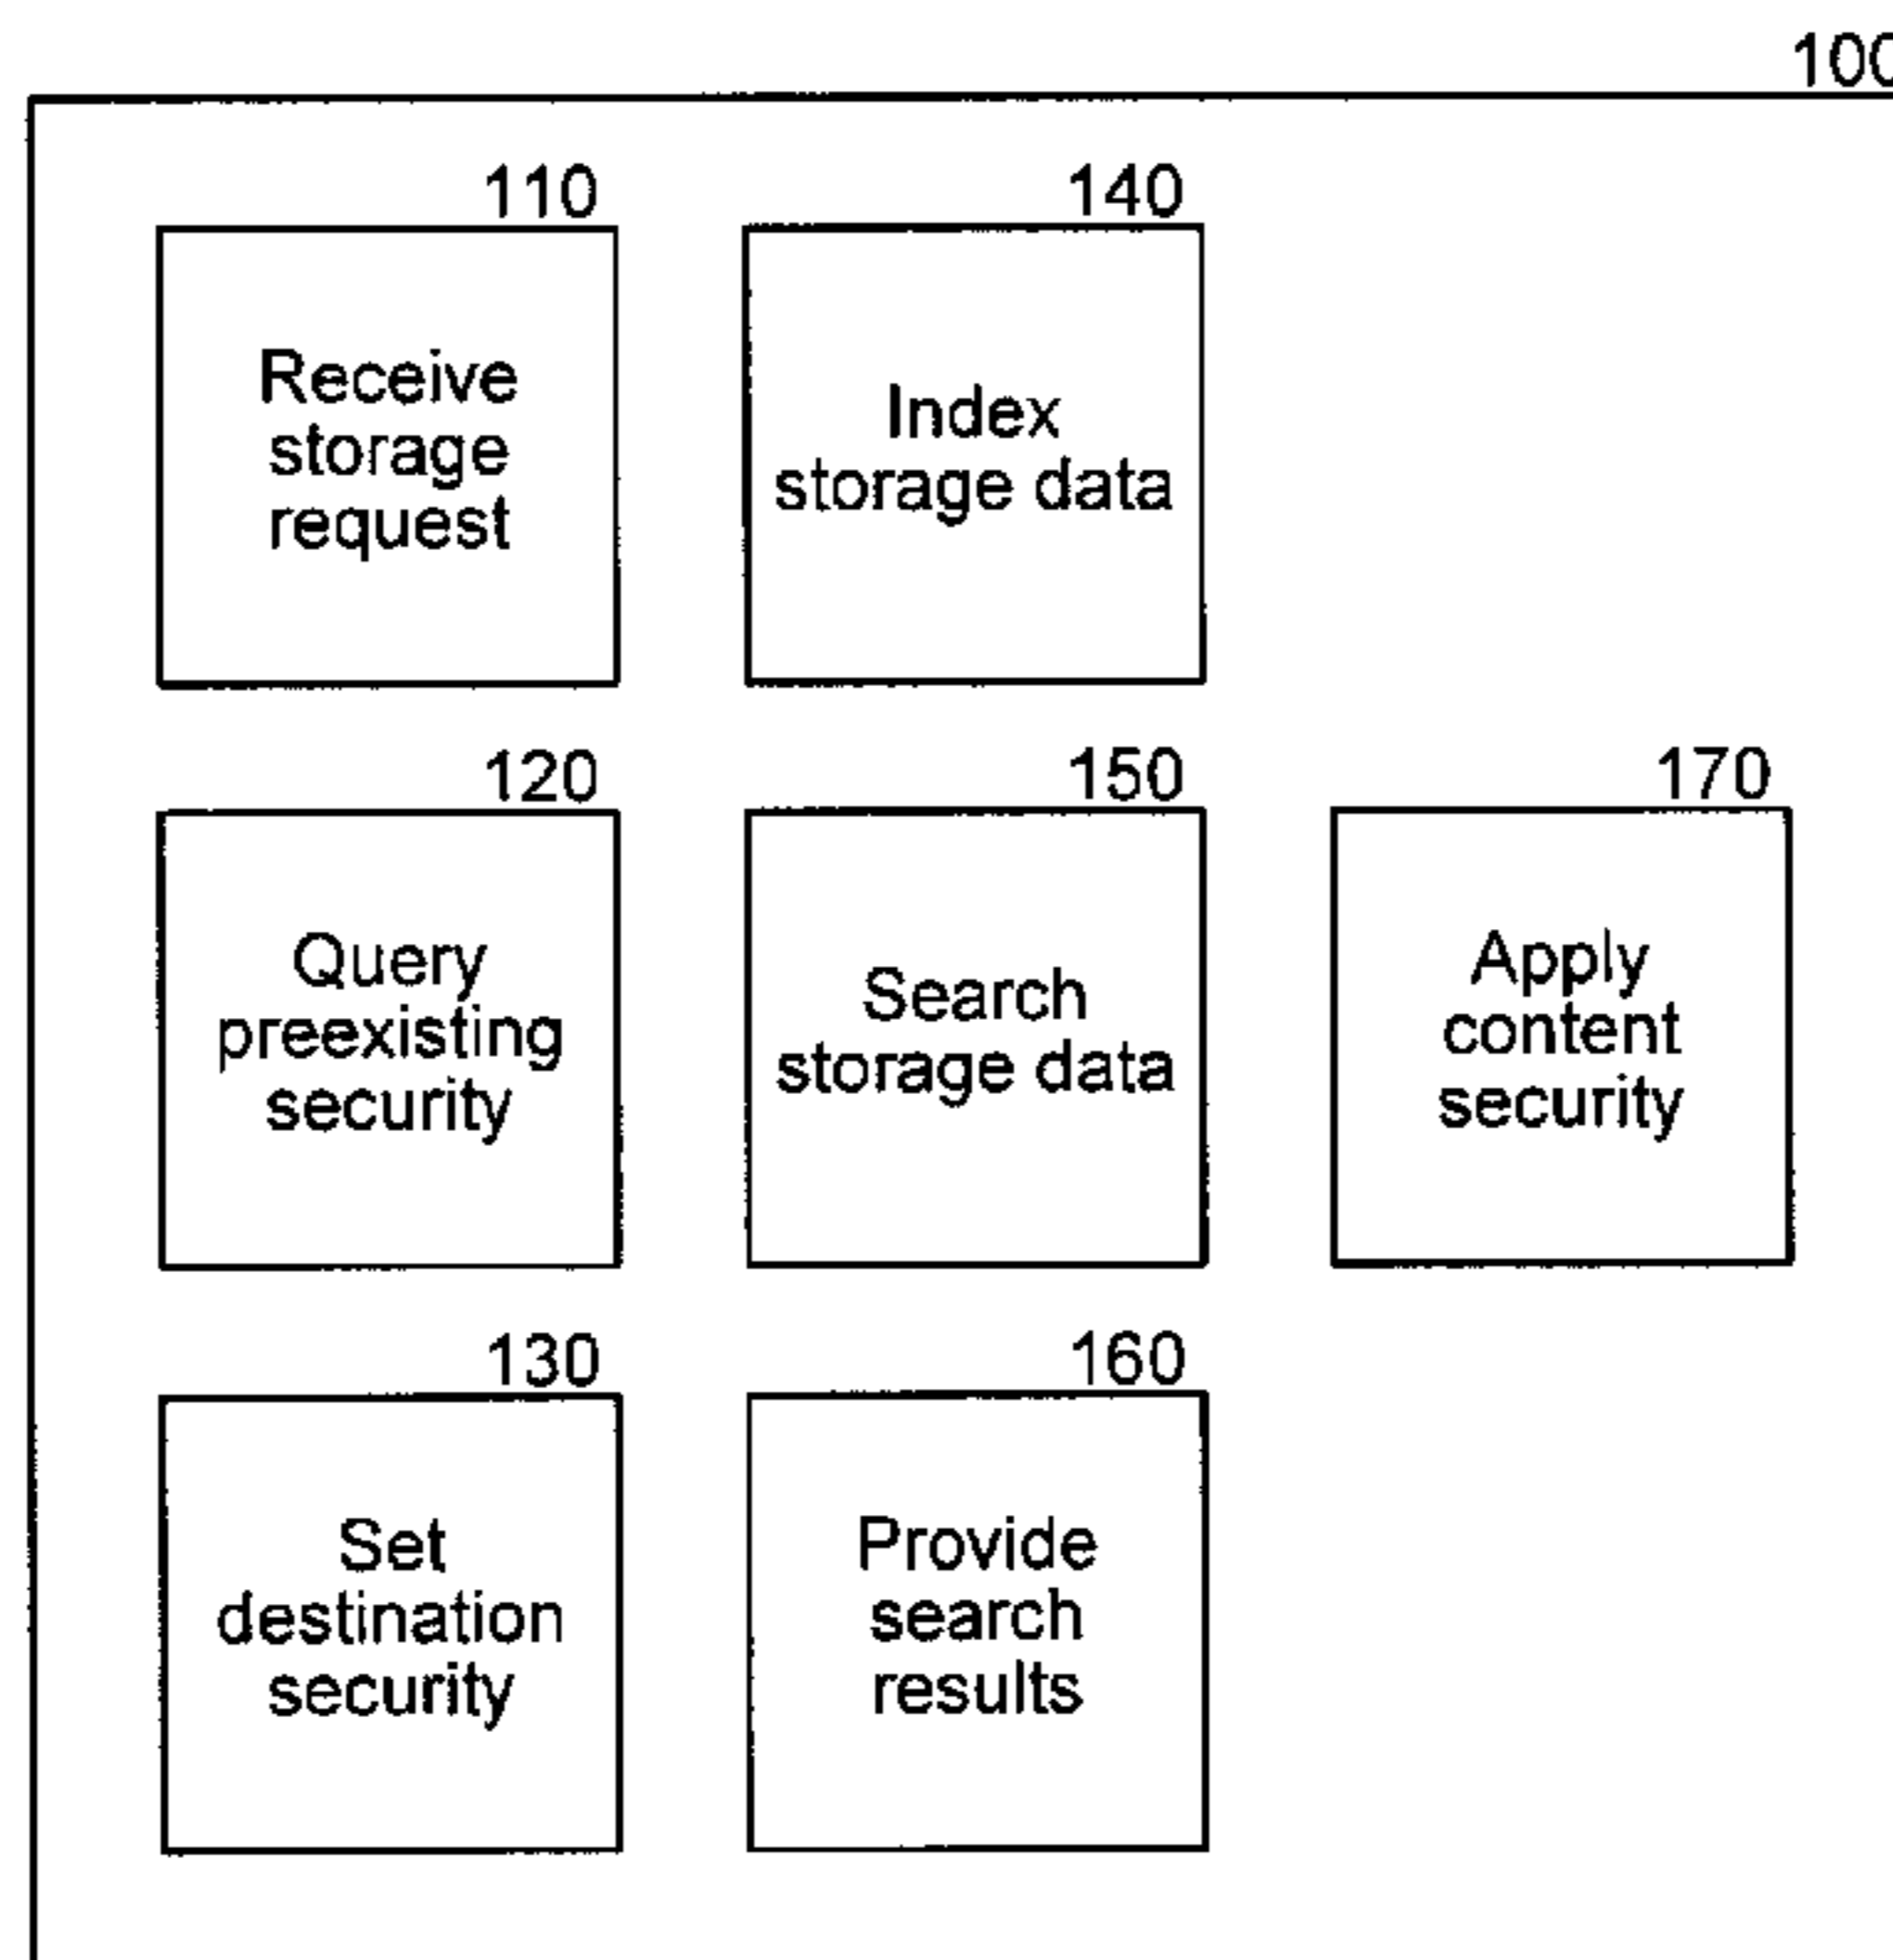 100
110
Receive
storage
request
140
Index
storage data
120
Query
preexisting
security
150
Search
storage data
170
Apply
content
security
130
Set
destination
security
160
Provide
search
results